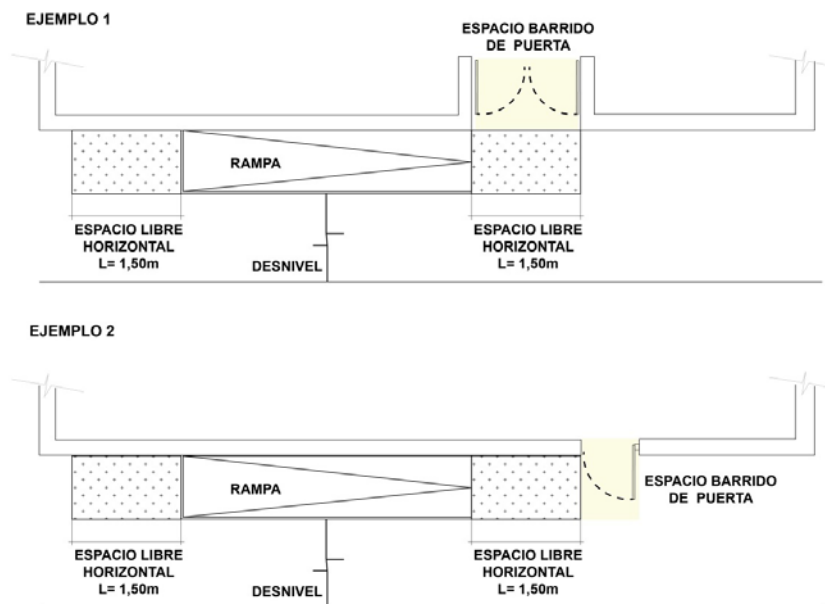 EJEMPLO 1
ESPACIO BARRIDO
DE PUERTA
RAMPA
ESPACIO LIBRE
HORIZONTAL
L= 1,50m
DESNIVEL
ESPACIO LIBRE
HORIZONTAL
L= 1,50m
EJEMPLO 2
RAMPA
ESPACIO BARRIDO
DE PUERTA
ESPACIO LIBRE
HORIZONTAL
L= 1,50m
DESNIVEL
ESPACIO LIBRE
HORIZONTAL
L= 1,50m